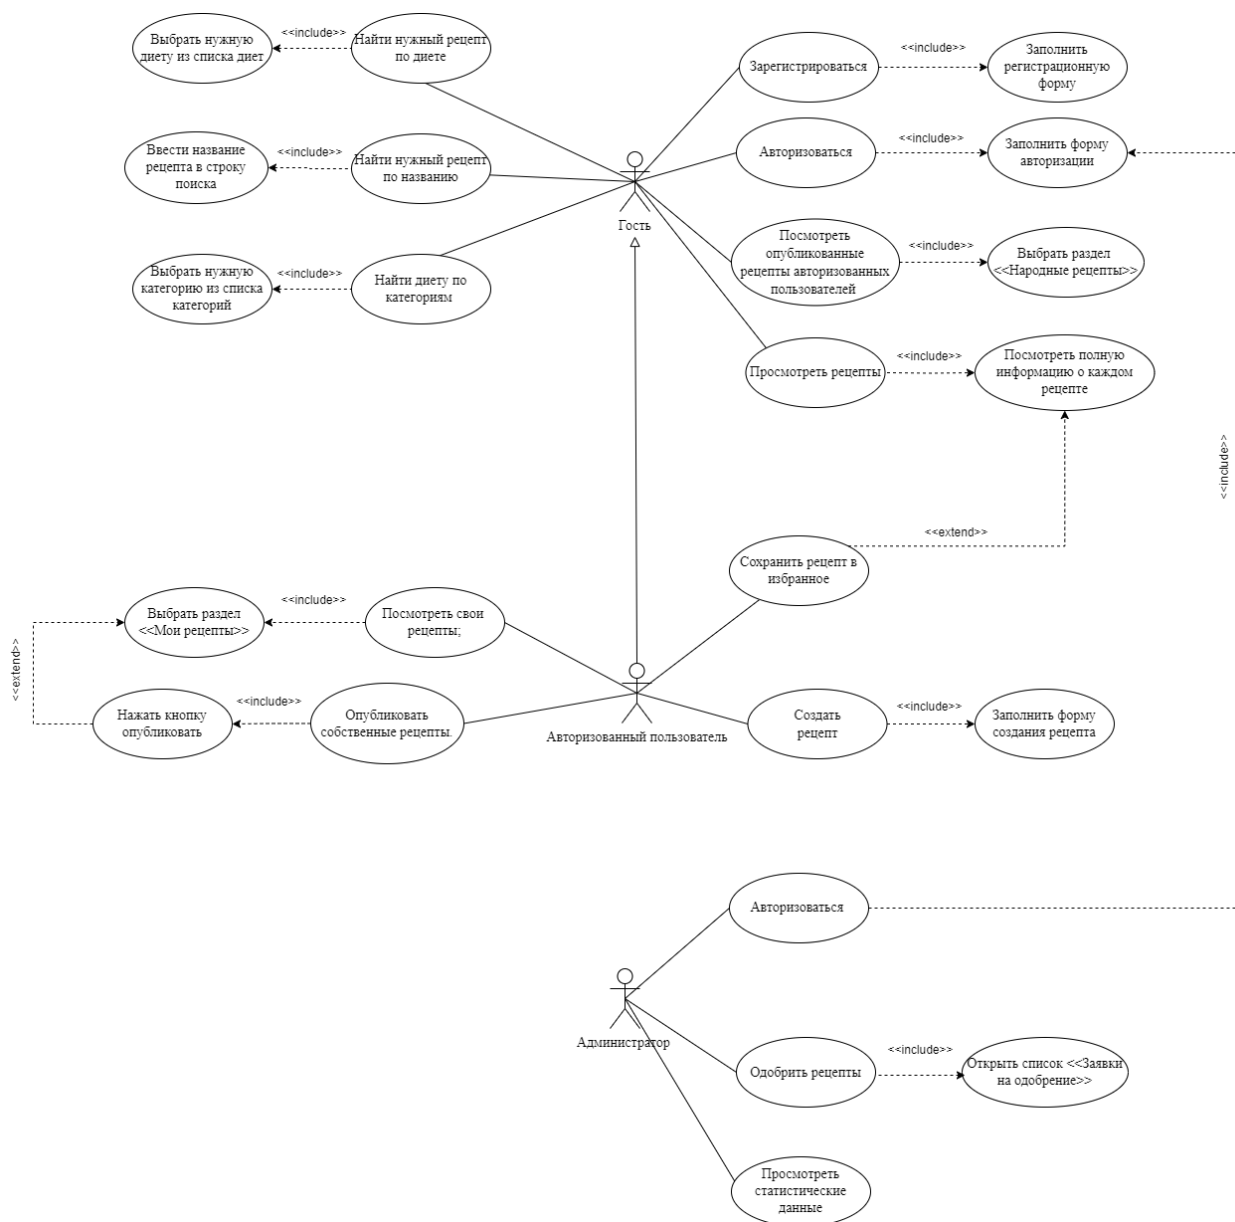 Выбрать нужную
диету из списка диет
<<include>>
Найти нужный рецепт
по диете
Зарегистрироваться
<<include>>
Заполнить
регистрационную
форму
Ввести название
рецепта в строку
поиска
<<include>>
Найти нужный рецепт
по названию
Авторизоваться
<<include>>
Заполнить форму
авторизации
Гость
Посмотреть
опубликованные
рецепты авторизованных
пользователей
<<include>>
Выбрать раздел
<<Народные рецепты>>
Выбрать нужную
категорию из списка
категорий
<<include>>
Найти диету по
категориям
Просмотреть рецепты
<<include>>
Посмотреть полную
информацию о каждом
рецепте
<<include>>
<<extend>>
Сохранить рецепт в
избранное
Выбрать раздел
<<Мои рецепты>>
<<include>>
Посмотреть свои
рецепты;
<<extend>>
Нажать кнопку
опубликовать
<<include>>
Опубликовать
собственные рецепты.
Авторизованный пользователь
Создать
рецепт
<<include>>
Заполнить форму
создания рецепта
Авторизоваться
Администратор
Одобрить рецепты
<<include>>
Открыть список <<Заявки
на одобрение>>
Просмотреть
статистические
данные